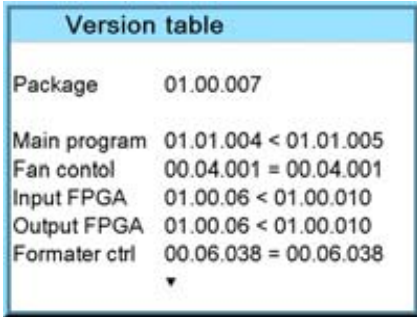 Version table
Package 01.00.007
Main program 01.01.004 < 01.01.005
Fan contol 00.04.001 = 00.04.001
Input FPGA 01.00.06 < 01.00.010
Output FPGA 01.00.06 < 01.00.010
Formater ctrl 00.06.038 = 00.06.038